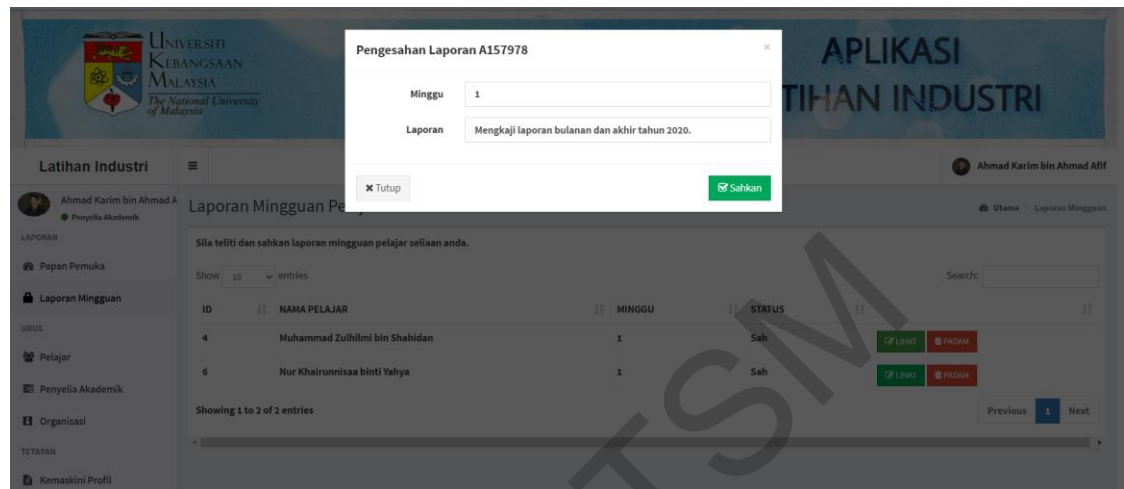 UNIVERSITI
KEBANGSAAN
MALAYSIA
The National University
of Malaysia
APLIKASI
TIHAN INDUSTRI
Pengesahan Laporan A157978
×
Minggu
1
Laporan
Mengkaji laporan bulanan dan akhir tahun 2020.
Tutup
Sahkan
Latihan Industri
Ahmad Karim bin Ahmad Afif
Ahmad Karim bin Ahmad A
Penyelia Akademik
Laporan Mingguan Pe
Utama
Laporan Mingguan
LAPORAN
Papan Pemuka
Laporan Mingguan
URUS
Pelajar
Penyelia Akademik
Organisasi
TETAPAN
Kemaskini Profil
Sila teliti dan sahkan laporan mingguan pelajar seliaan anda.
Show 10 entries
Search:
ID NAMA PELAJAR MINGGU STATUS
4 Muhammad Zulhilmi bin Shahidan 1 Sah LIHAT PADAM
6 Nur Khairunnisaa binti Yahya 1 Sah LIHAT PADAM
Showing 1 to 2 of 2 entries
Previous 1 Next
TSM